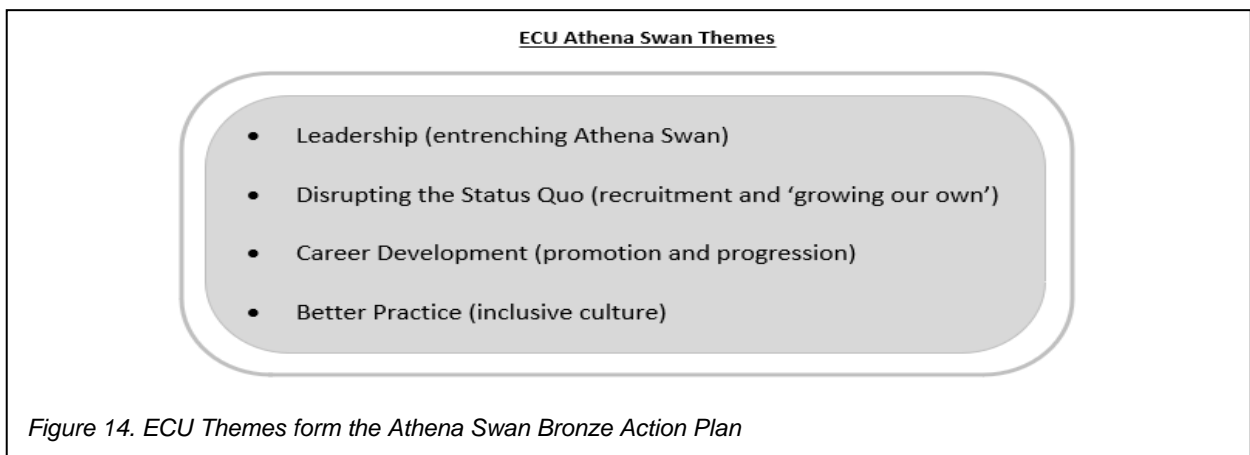 ECU Athena Swan Themes
• Leadership (entrenching Athena Swan)
• Disrupting the Status Quo (recruitment and ‘growing our own’)
• Career Development (promotion and progression)
• Better Practice (inclusive culture)
Figure 14. ECU Themes form the Athena Swan Bronze Action Plan